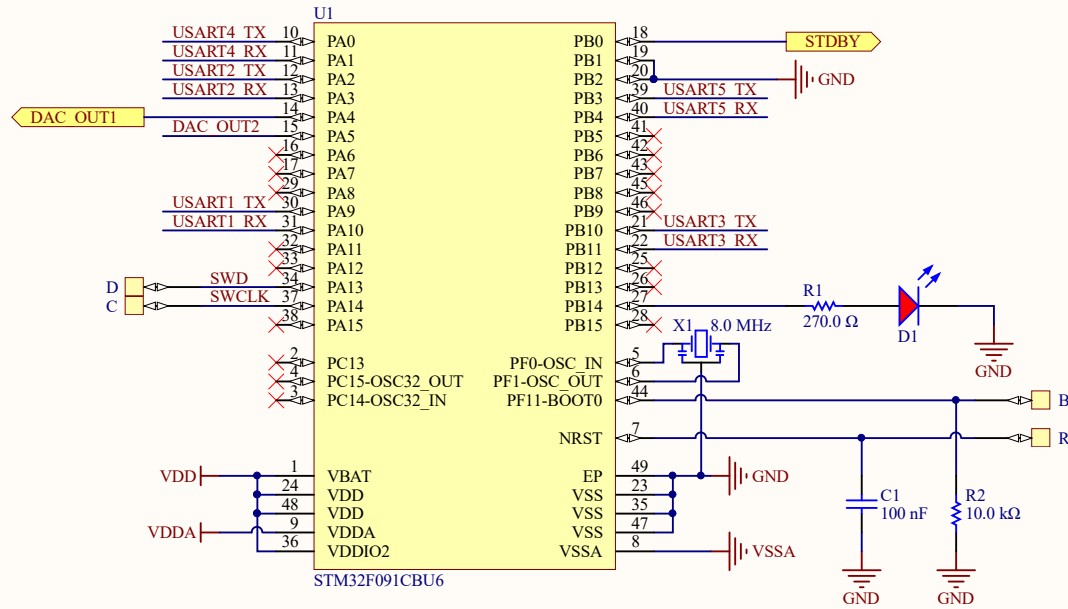 U1
USART4_TX 10 PA0
USART4_RX 11 PA1
USART2_TX 12 PA2
USART2_RX 13 PA3
DAC_OUT1 14 PA4
DAC_OUT2 15 PA5
16 PA6
17 PA7
29 PA8
USART1_TX 30 PA9
USART1_RX 31 PA10
32 PA11
33 PA12
D SWD 34 PA13
C SWCLK 37 PA14
38 PA15
2 PC13
4 PC15-OSC32_OUT
3 PC14-OSC32_IN
VDD 1 VBAT
24 VDD
48 VDD
VDDA 9 VDDA
36 VDDIO2
PB0 18 STDBY
PB1 19
PB2 20 GND
PB3 39 USART5_TX
PB4 40 USART5_RX
PB5 41
PB6 42
PB7 43
PB8 45
PB9 46
PB10 21 USART3_TX
PB11 22 USART3_RX
PB12 25
PB13 26
PB14 27
PB15 28
R1
270.0 Ω
D1
GND
X1 8.0 MHz
PF0-OSC_IN 5
PF1-OSC_OUT 6
PF11-BOOT0 44 B
NRST 7 R
EP 49 GND
VSS 23
VSS 35
VSS 47
VSSA 8 VSSA
C1
100 nF
GND
R2
10.0 kΩ
GND
STM32F091CBU6